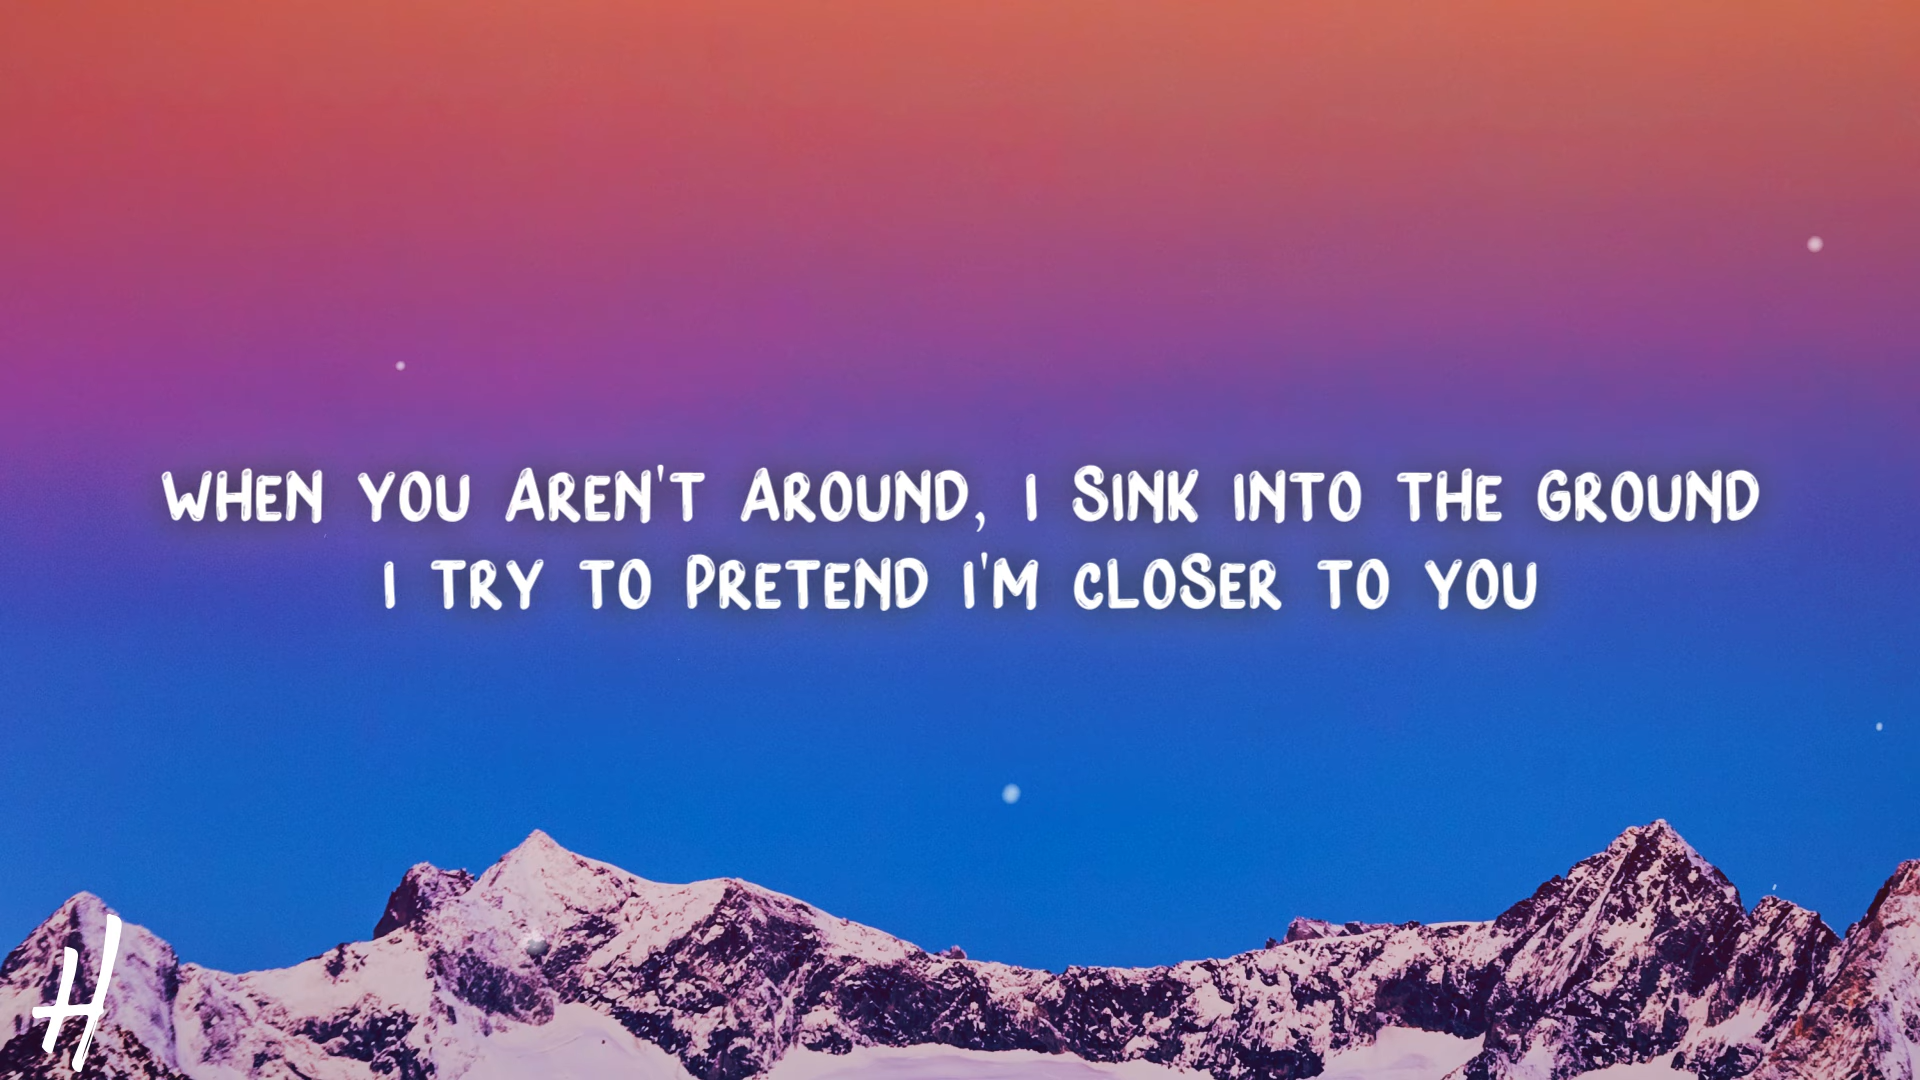 WHEN YOU AREN'T AROUND, I SINK INTO THE GROUND
I TRY TO PRETEND I'M CLOSER TO YOU
H